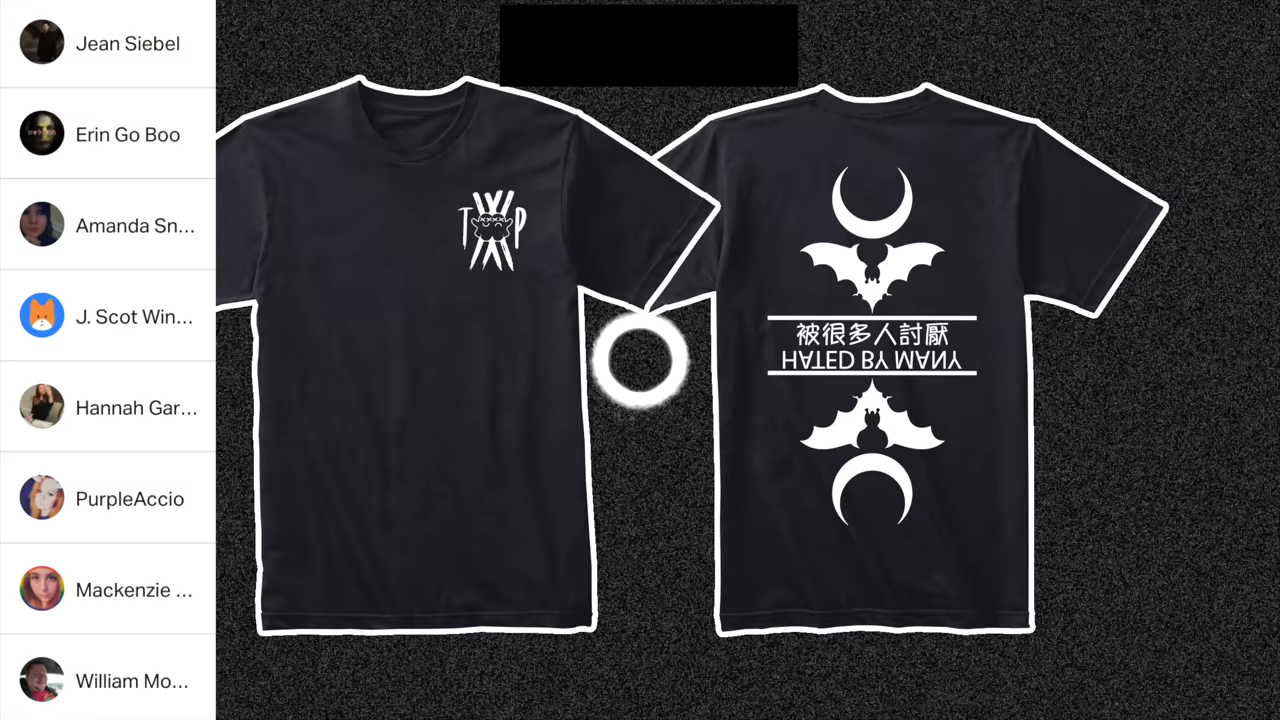 Jean Siebel
Erin Go Boo
Amanda Sn...
J. Scot Win...
Hannah Gar...
PurpleAccio
Mackenzie ...
William Mo...
T P
被很多人討厭
HATED BY MANY